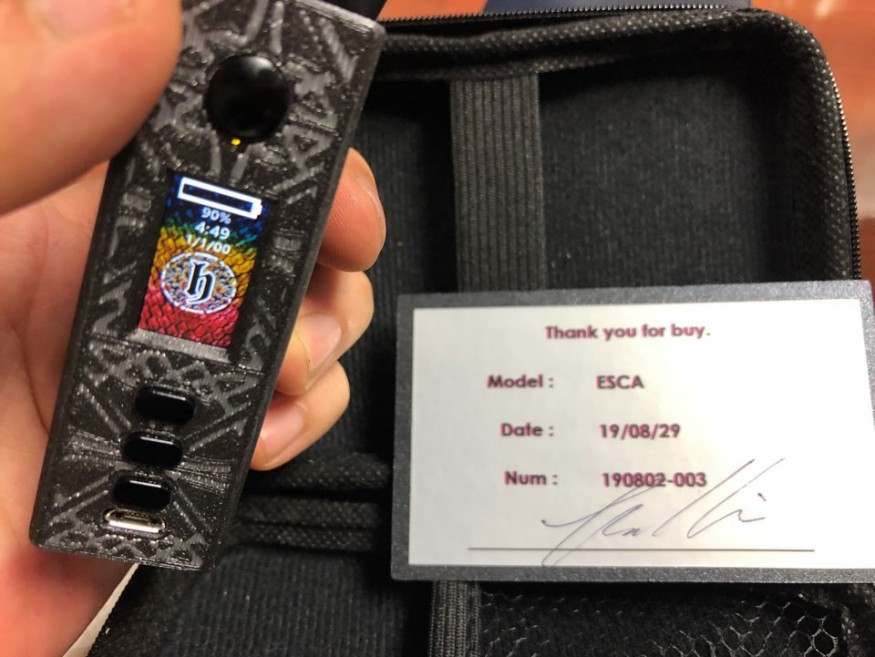 90%
4:49
1/1/00
Thank you for buy.
Model : ESCA
Date : 19/08/29
Num : 190802-003